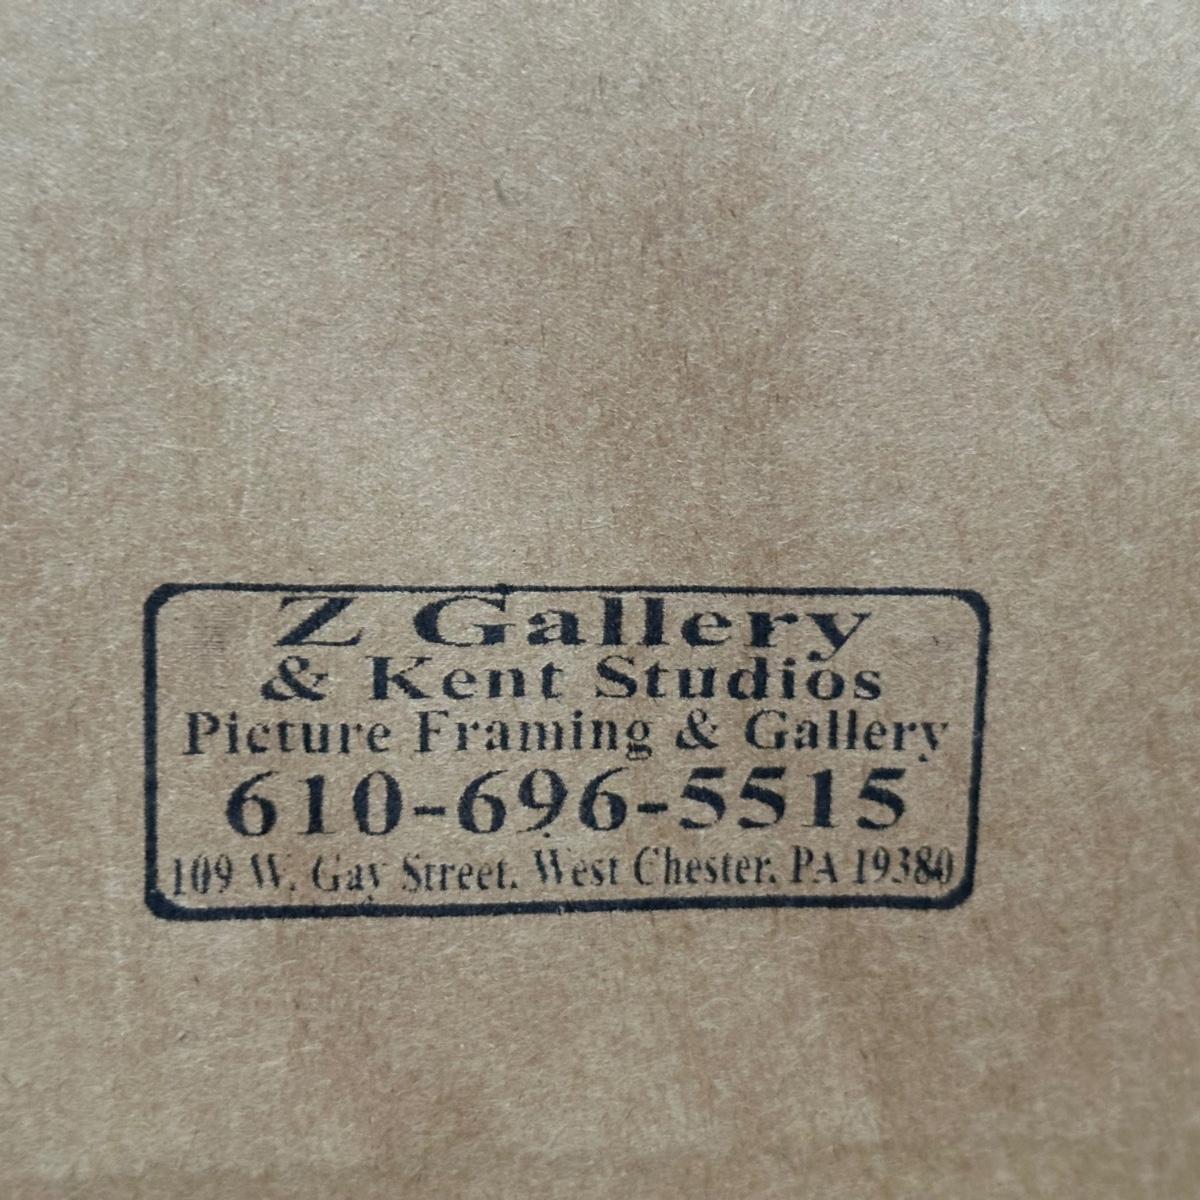 Z Gallery
& Kent Studios
Picture Framing & Gallery
610-696-5515
109 W. Gay Street. West Chester. PA 19380